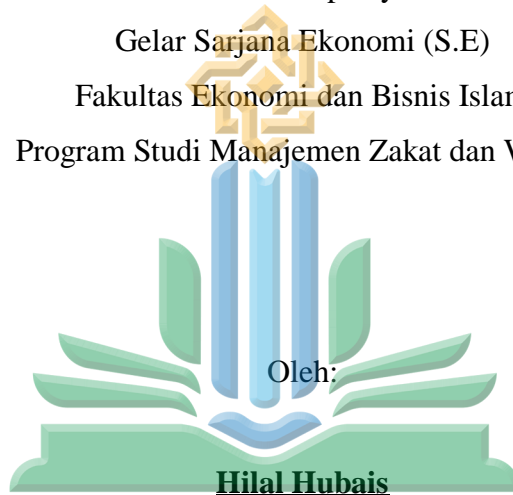 Gelar Sarjana Ekonomi (S.E)
Fakultas Ekonomi dan Bisnis Islam
Program Studi Manajemen Zakat dan
Oleh:
Hilal Hubais